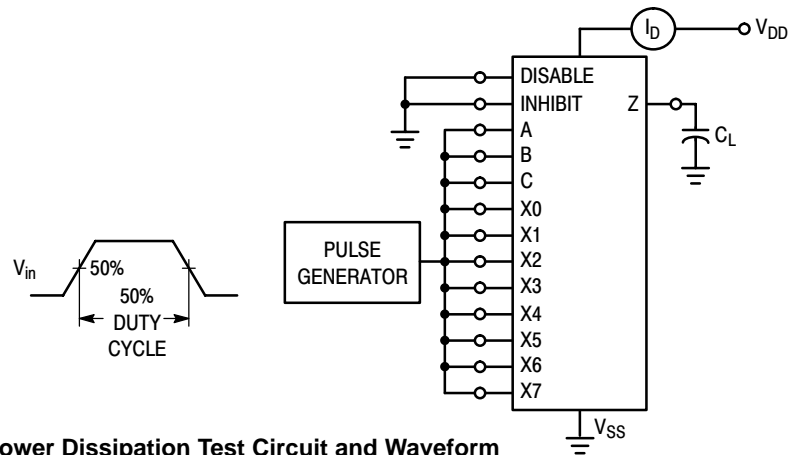 I_D
V_DD
DISABLE
INHIBIT
Z
A
C_L
B
C
X0
X1
PULSE
GENERATOR
X2
X3
X4
X5
X6
X7
V_in
50%
50%
DUTY
CYCLE
V_SS
ower Dissipation Test Circuit and Waveform